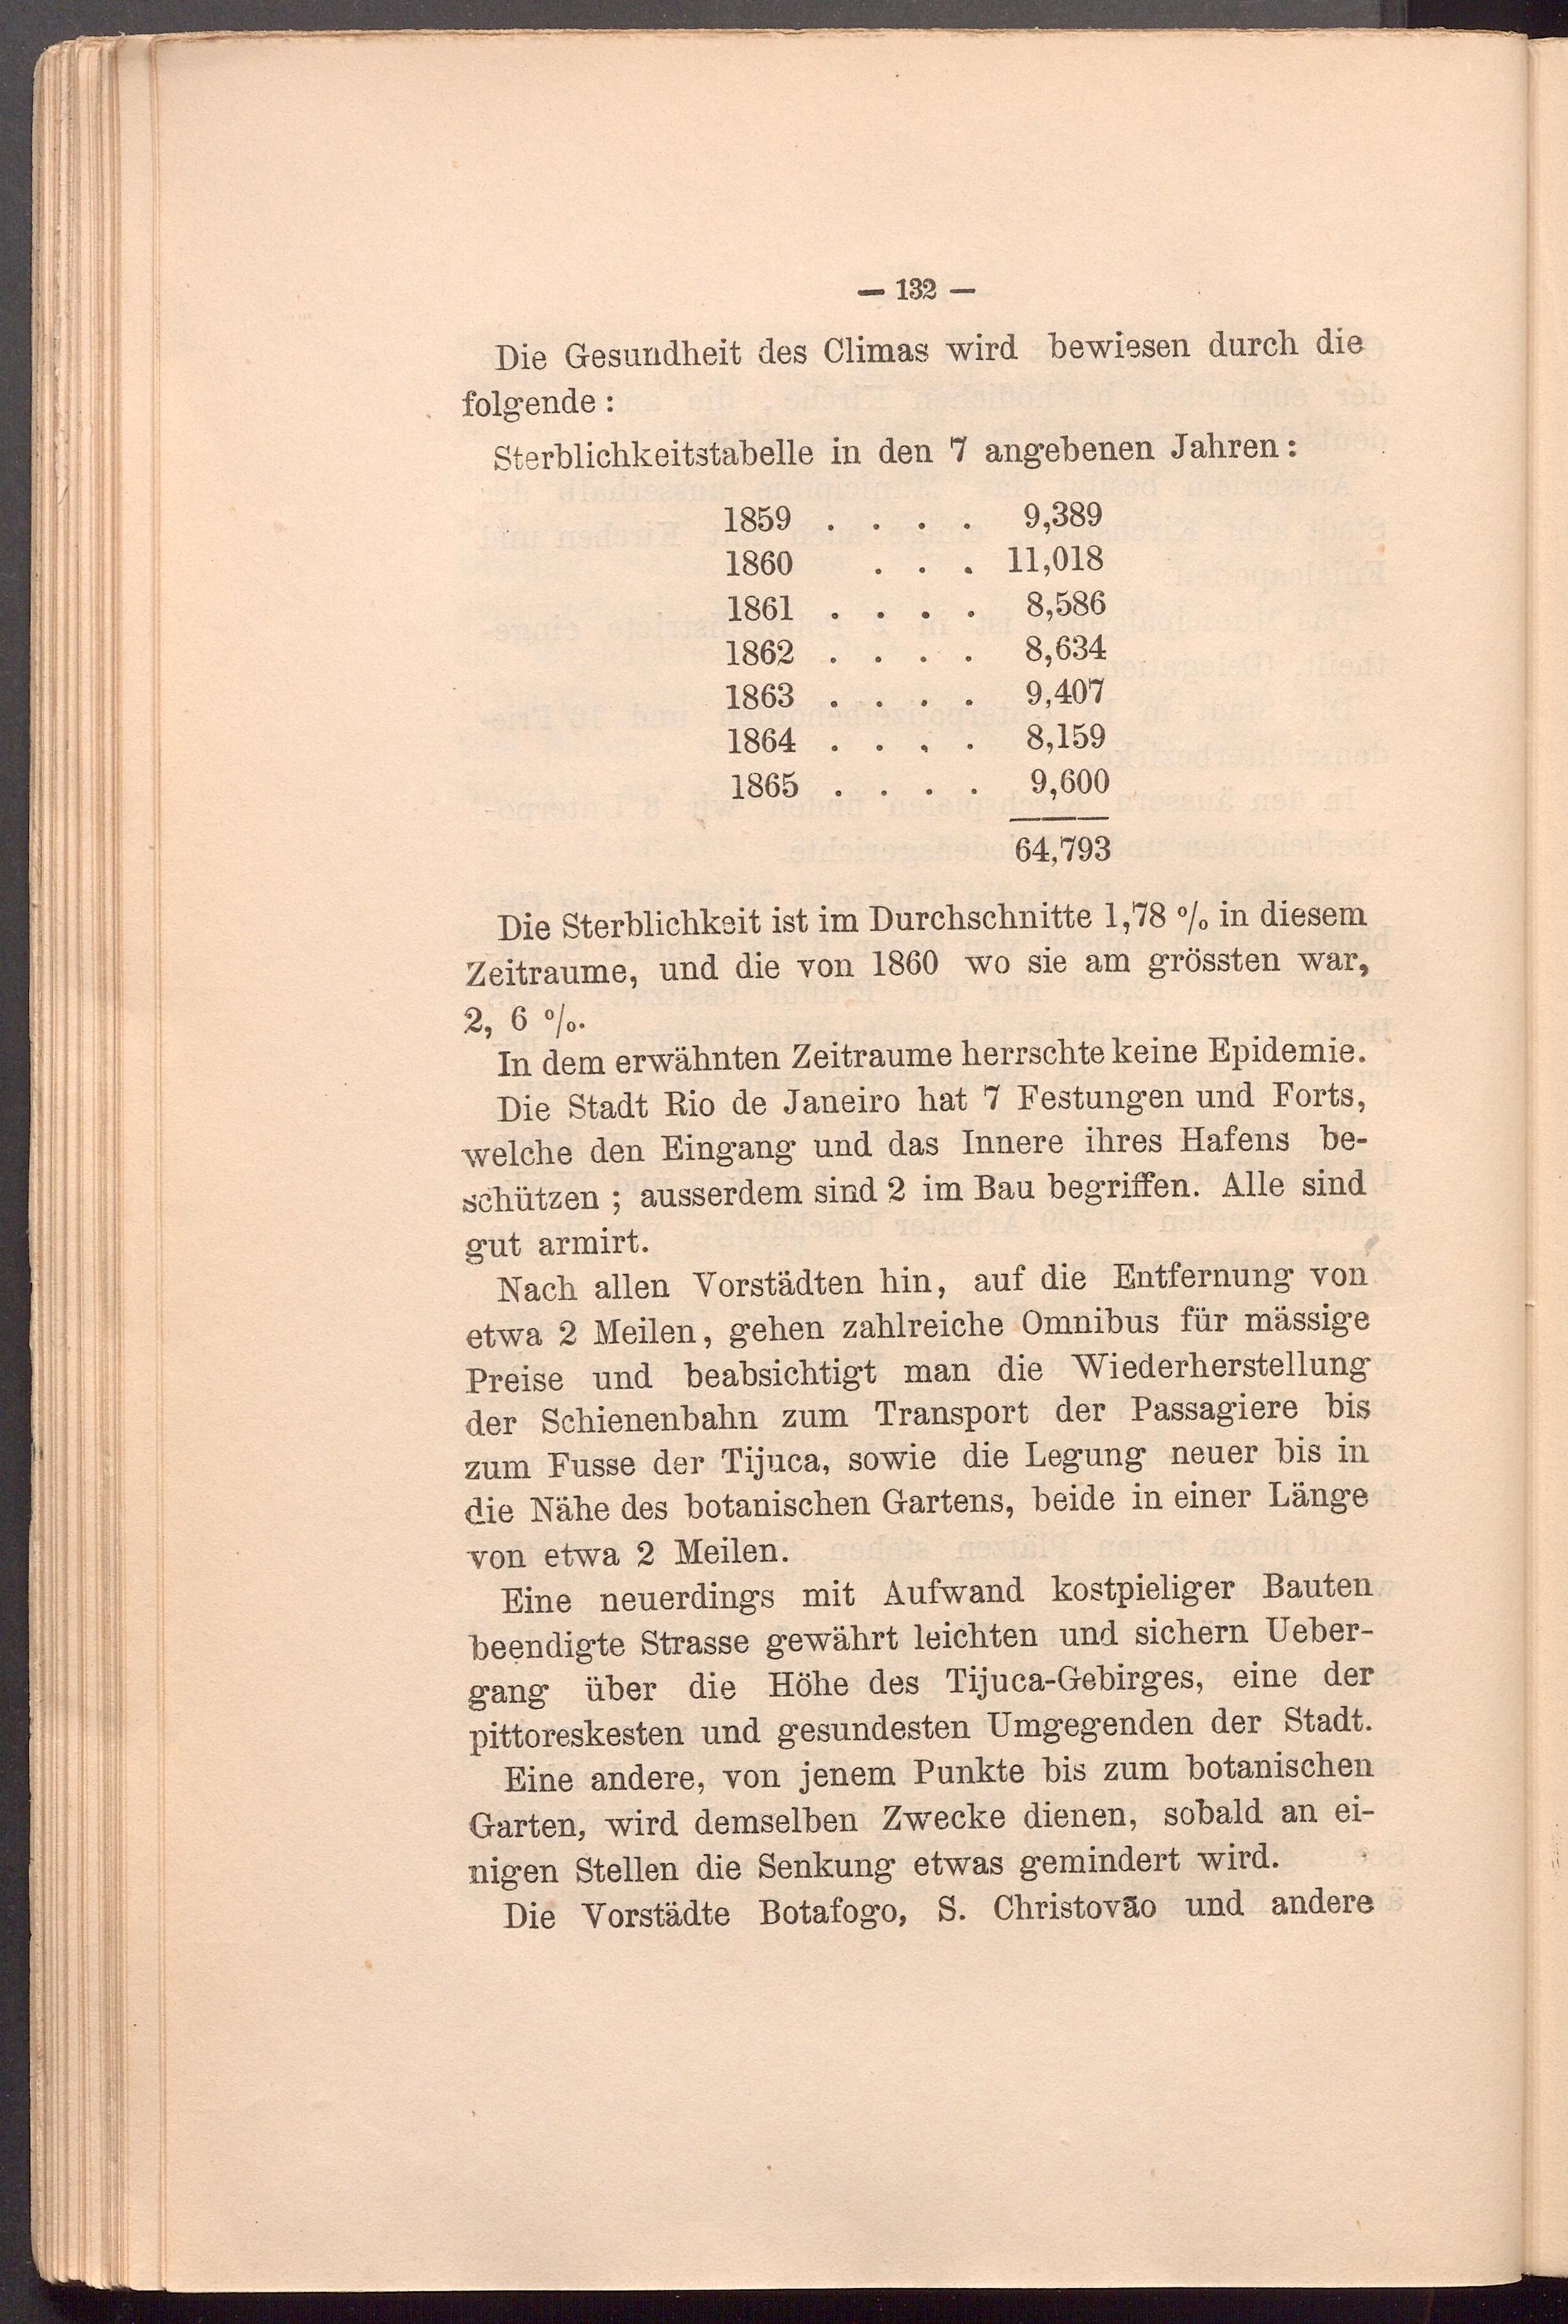 — 132 —
Die Gesundheit des Climas wird bewiesen durch die
folgende :
Sterblichkeitstabelle in den 7 angebenen Jahren :
1859 . . . . 9,389
1860 . . . 11,018
1861 . . . . 8,586
1862 . . . . 8,634
1863 . . . . 9,407
1864 . . . . 8,159
1865 . . . . 9,600
64,793
Die Sterblichkeit ist im Durchschnitte 1,78 % in diesem
Zeitraume, und die von 1860 wo sie am grössten war,
2, 6 %.
In dem erwähnten Zeitraume herrschte keine Epidemie.
Die Stadt Rio de Janeiro hat 7 Festungen und Forts,
welche den Eingang und das Innere ihres Hafens be-
schützen ; ausserdem sind 2 im Bau begriffen. Alle sind
gut armirt.
Nach allen Vorstädten hin, auf die Entfernung von
etwa 2 Meilen, gehen zahlreiche Omnibus für mässige
Preise und beabsichtigt man die Wiederherstellung
der Schienenbahn zum Transport der Passagiere bis
zum Fusse der Tijuca, sowie die Legung neuer bis in
die Nähe des botanischen Gartens, beide in einer Länge
von etwa 2 Meilen.
Eine neuerdings mit Aufwand kostpieliger Bauten
beendigte Strasse gewährt leichten und sichern Ueber-
gang über die Höhe des Tijuca-Gebirges, eine der
pittoreskesten und gesundesten Umgegenden der Stadt.
Eine andere, von jenem Punkte bis zum botanischen
Garten, wird demselben Zwecke dienen, sobald an ei-
nigen Stellen die Senkung etwas gemindert wird.
Die Vorstädte Botafogo, S. Christovão und andere